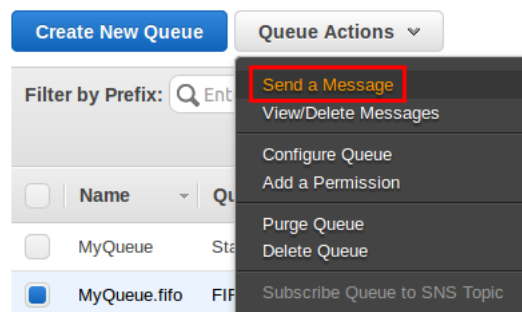 Create New Queue
Queue Actions
Send a Message
Filter by Prefix:
View/Delete Messages
Configure Queue
Add a Permission
Name
Purge Queue
MyQueue
Delete Queue
MyQueue.fifo
Subscribe Queue to SNS Topic